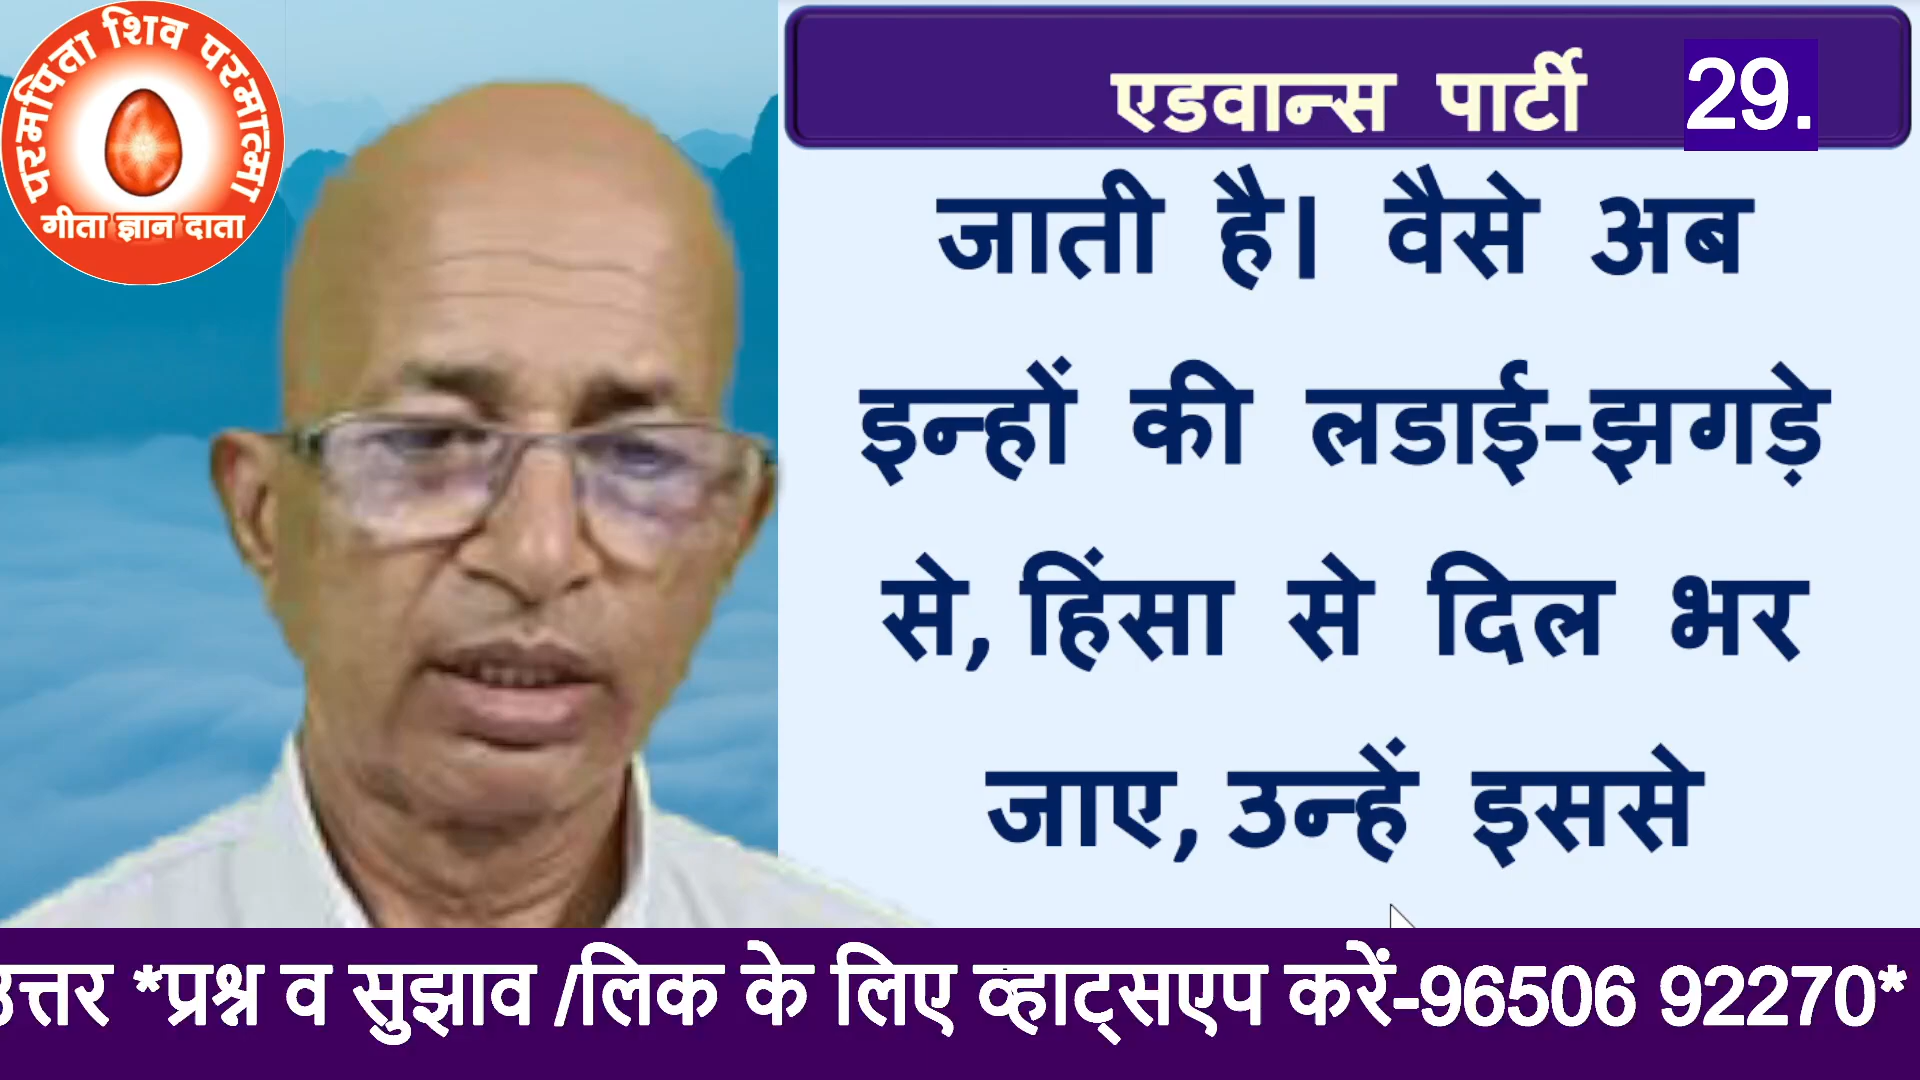 परमपिता शिव परमात्मा
गीता ज्ञान दाता
एडवान्स पार्टी 29.
जाती है। वैसे अब
इन्हों की लडाई-झगड़े
से, हिंसा से दिल भर
जाए, उन्हें इससे
उत्तर *प्रश्न व सुझाव /लिक के लिए व्हाट्सएप करें-96506 92270*